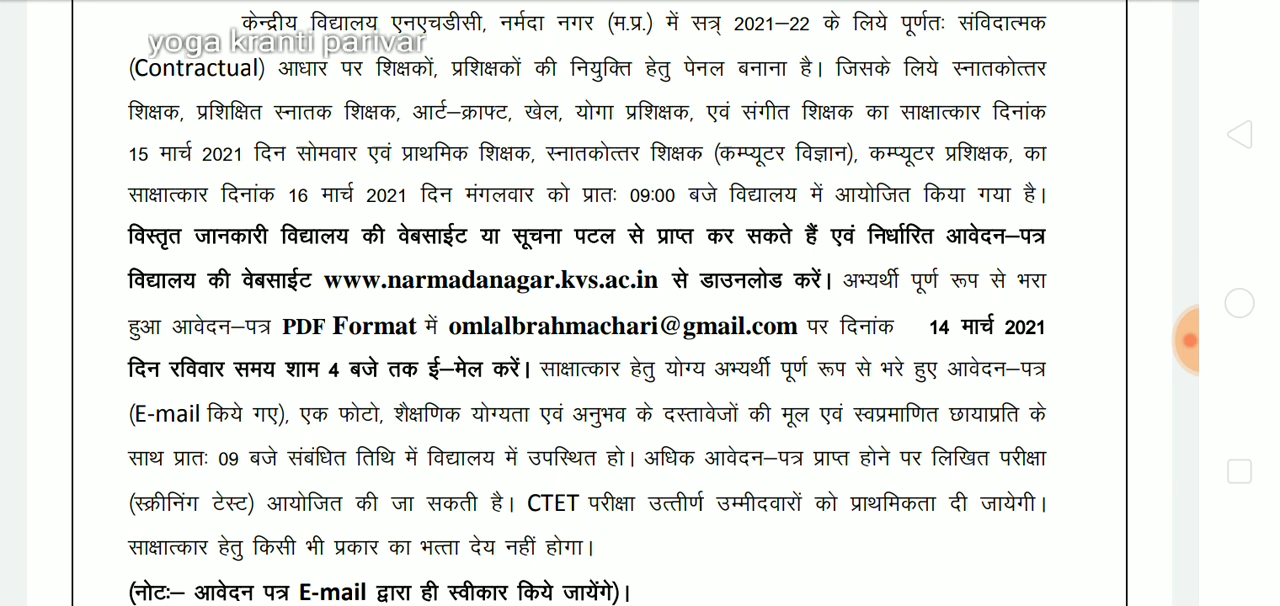 केन्द्रीय विद्यालय एनएचडीसी, नर्मदा नगर (म.प्र.) में सत्र् 2021–22 के लिये पूर्णतः संविदात्मक
yoga kranti parivar
(Contractual) आधार पर शिक्षकों, प्रशिक्षकों की नियुक्ति हेतु पेनल बनाना है। जिसके लिये स्नातकोत्तर
शिक्षक, प्रशिक्षित स्नातक शिक्षक, आर्ट–क्राफ्ट, खेल, योगा प्रशिक्षक, एवं संगीत शिक्षक का साक्षात्कार दिनांक
15 मार्च 2021 दिन सोमवार एवं प्राथमिक शिक्षक, स्नातकोत्तर शिक्षक (कम्प्यूटर विज्ञान), कम्प्यूटर प्रशिक्षक, का
साक्षात्कार दिनांक 16 मार्च 2021 दिन मंगलवार को प्रातः 09:00 बजे विद्यालय में आयोजित किया गया है।
विस्तृत जानकारी विद्यालय की वेबसाईट या सूचना पटल से प्राप्त कर सकते हैं एवं निर्धारित आवेदन–पत्र
विद्यालय की वेबसाईट www.narmadanagar.kvs.ac.in से डाउनलोड करें। अभ्यर्थी पूर्ण रूप से भरा
हुआ आवेदन–पत्र PDF Format में omlalbrahmachari@gmail.com पर दिनांक 14 मार्च 2021
दिन रविवार समय शाम 4 बजे तक ई–मेल करें। साक्षात्कार हेतु योग्य अभ्यर्थी पूर्ण रूप से भरे हुए आवेदन–पत्र
(E-mail किये गए), एक फोटो, शैक्षणिक योग्यता एवं अनुभव के दस्तावेजों की मूल एवं स्वप्रमाणित छायाप्रति के
साथ प्रातः 09 बजे संबंधित तिथि में विद्यालय में उपस्थित हो। अधिक आवेदन–पत्र प्राप्त होने पर लिखित परीक्षा
(स्क्रीनिंग टेस्ट) आयोजित की जा सकती है। CTET परीक्षा उत्तीर्ण उम्मीदवारों को प्राथमिकता दी जायेगी।
साक्षात्कार हेतु किसी भी प्रकार का भत्ता देय नहीं होगा।
(नोटः– आवेदन पत्र E-mail द्वारा ही स्वीकार किये जायेंगे)।